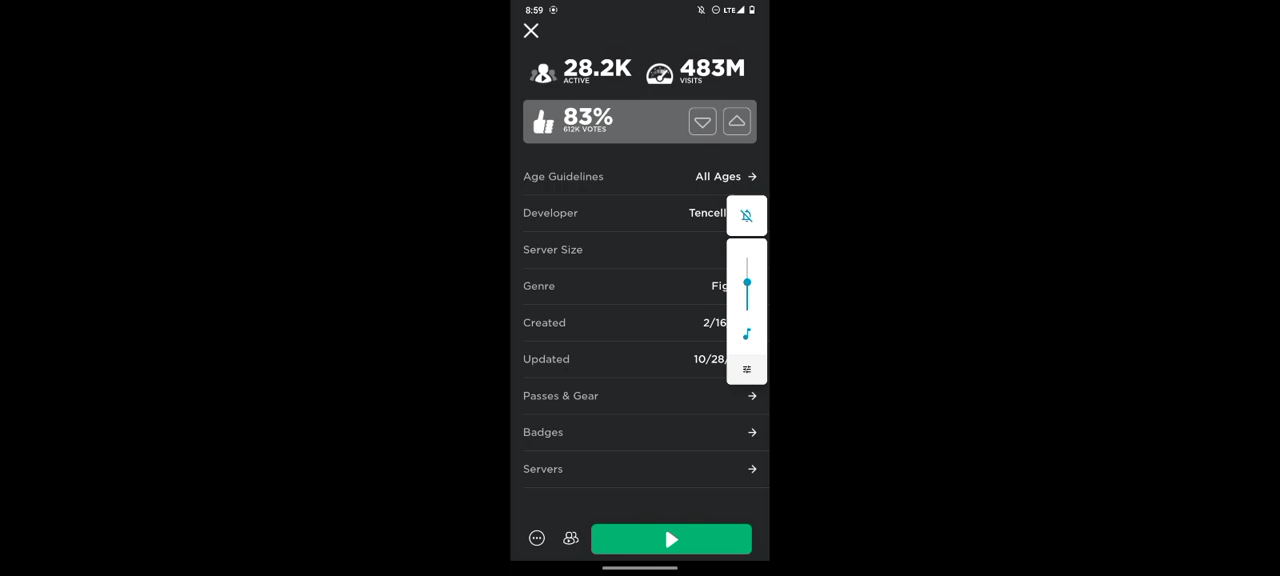 8:59 LTE
28.2K 483M
ACTIVE VISITS
83%
612K VOTES
Age Guidelines All Ages
Developer Tencell
Server Size
Genre Fig
Created 2/16
Updated 10/28/
Passes & Gear
Badges
Servers